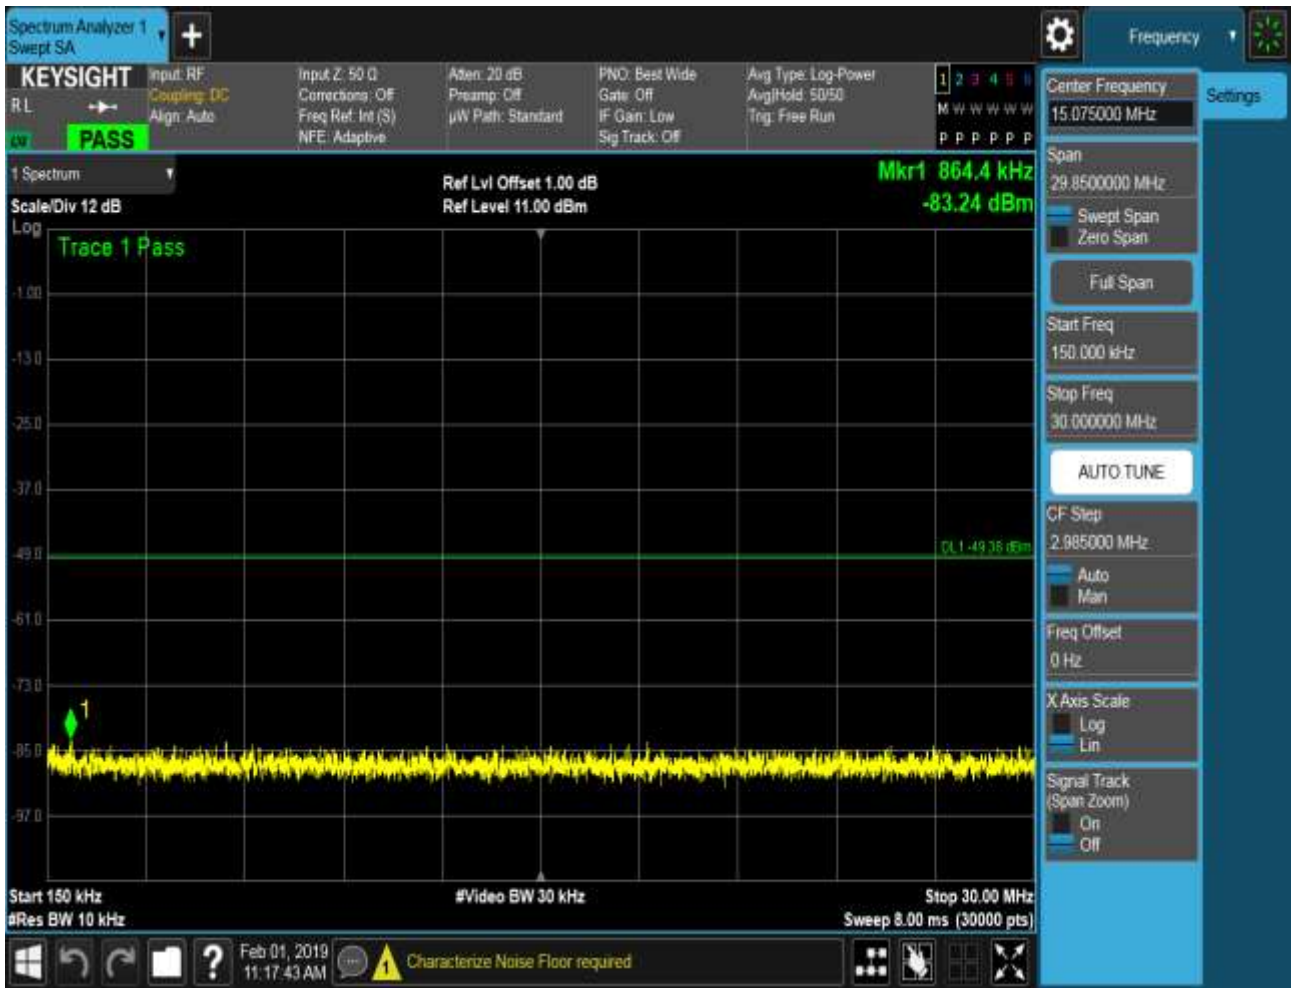 Spectrum Analyzer 1
Swept SA
Frequency
KEYSIGHT
R L
PASS
Input: RF
Coupling: DC
Align: Auto
Input Z: 50 Ω
Corrections: Off
Freq Ref: Int (S)
NFE: Adaptive
Atten: 20 dB
Preamp: Off
µW Path: Standard
PNO: Best Wide
Gate: Off
IF Gain: Low
Sig Track: Off
Avg Type: Log-Power
Avg|Hold: 50/50
Trig: Free Run
1 2 3 4 5 6
M W W W W W
P P P P P P
1 Spectrum
Scale/Div 12 dB
Ref Lvl Offset 1.00 dB
Ref Level 11.00 dBm
Mkr1 864.4 kHz
-83.24 dBm
Log
Trace 1 Pass
-1.00
-13.0
-25.0
-37.0
-49.0
DL1 -49.36 dBm
-61.0
-73.0
1
-85.0
-97.0
Start 150 kHz
#Video BW 30 kHz
Stop 30.00 MHz
#Res BW 10 kHz
Sweep 8.00 ms (30000 pts)
Feb 01, 2019
11:17:43 AM
Characterize Noise Floor required
Center Frequency
15.075000 MHz
Settings
Span
29.8500000 MHz
Swept Span
Zero Span
Full Span
Start Freq
150.000 kHz
Stop Freq
30.000000 MHz
AUTO TUNE
CF Step
2.985000 MHz
Auto
Man
Freq Offset
0 Hz
X Axis Scale
Log
Lin
Signal Track
(Span Zoom)
On
Off